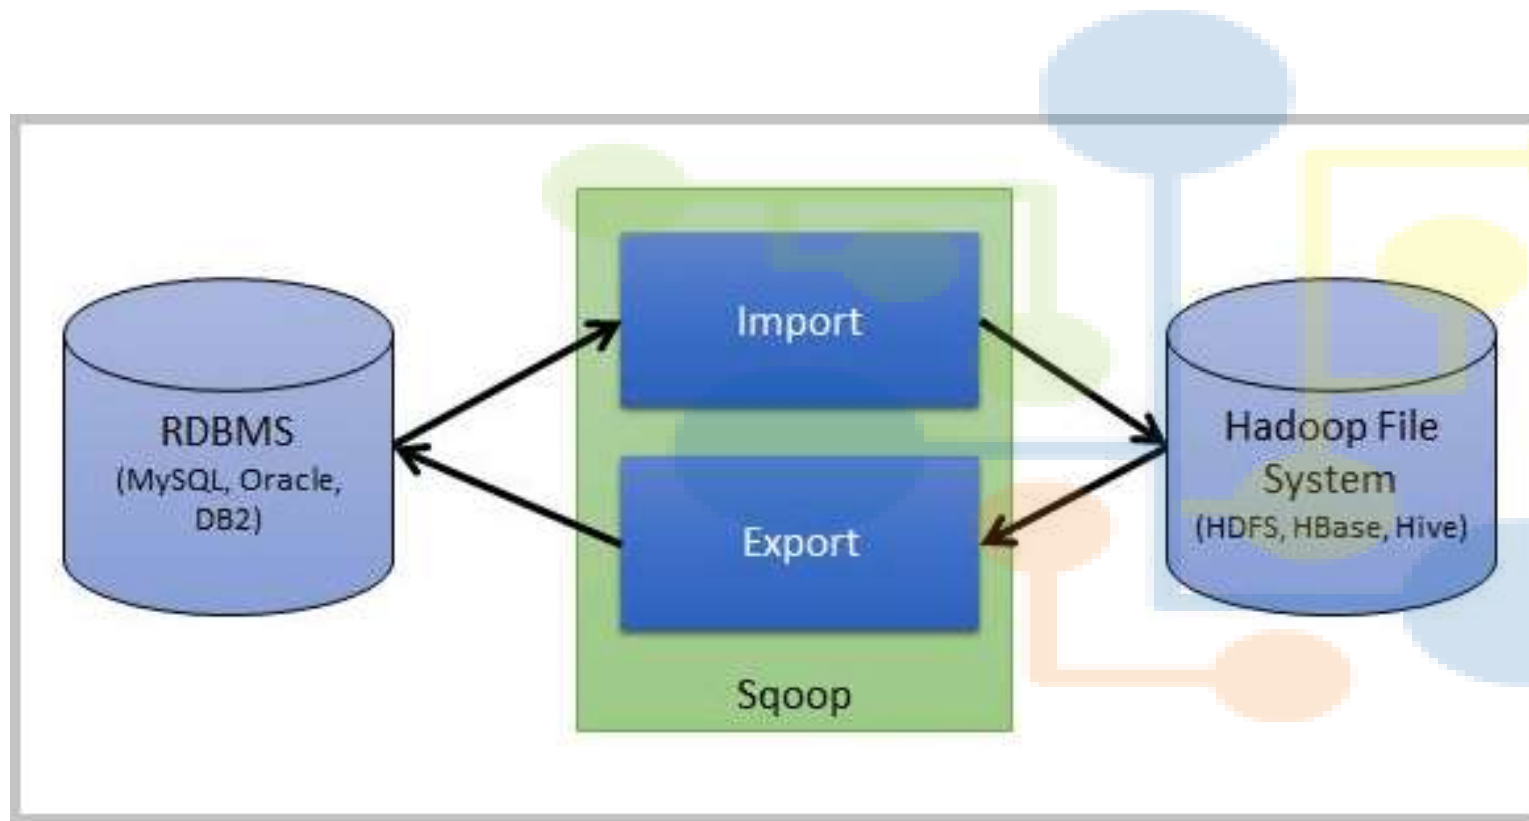 RDBMS
(MySQL, Oracle,
DB2)
Import
Export
Sqoop
Hadoop File
System
(HDFS, HBase, Hive)